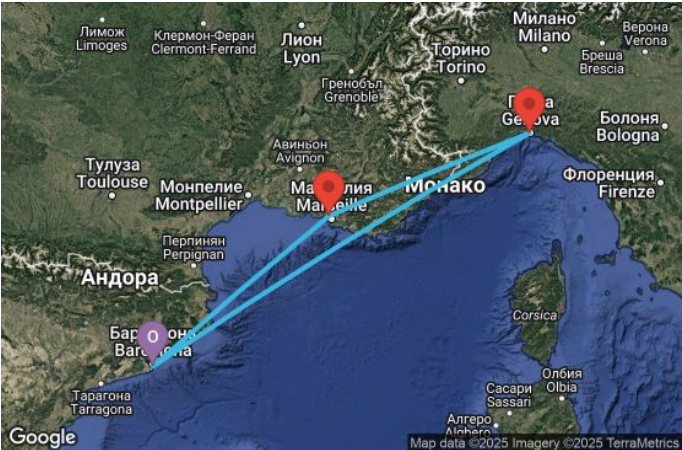 Милано
Milano
Верона
Verona
Лимож
Limoges
Клермон-Феран
Clermont-Ferrand
Лион
Lyon
Торино
Torino
Бреша
Brescia
Гренобъл
Grenoble
Genova
Болоня
Bologna
Авиньон
Avignon
Тулуза
Toulouse
Монпелие
Montpellier
Marseille
Монако
Флоренция
Firenze
Перпинян
Perpignan
Андора
O
Corsica
Тарагона
Tarragona
Олбия
Olbia
Сасари
Sassari
Алгеро
Alghero
Google
Map data ©2025 Imagery ©2025 TerraMetrics